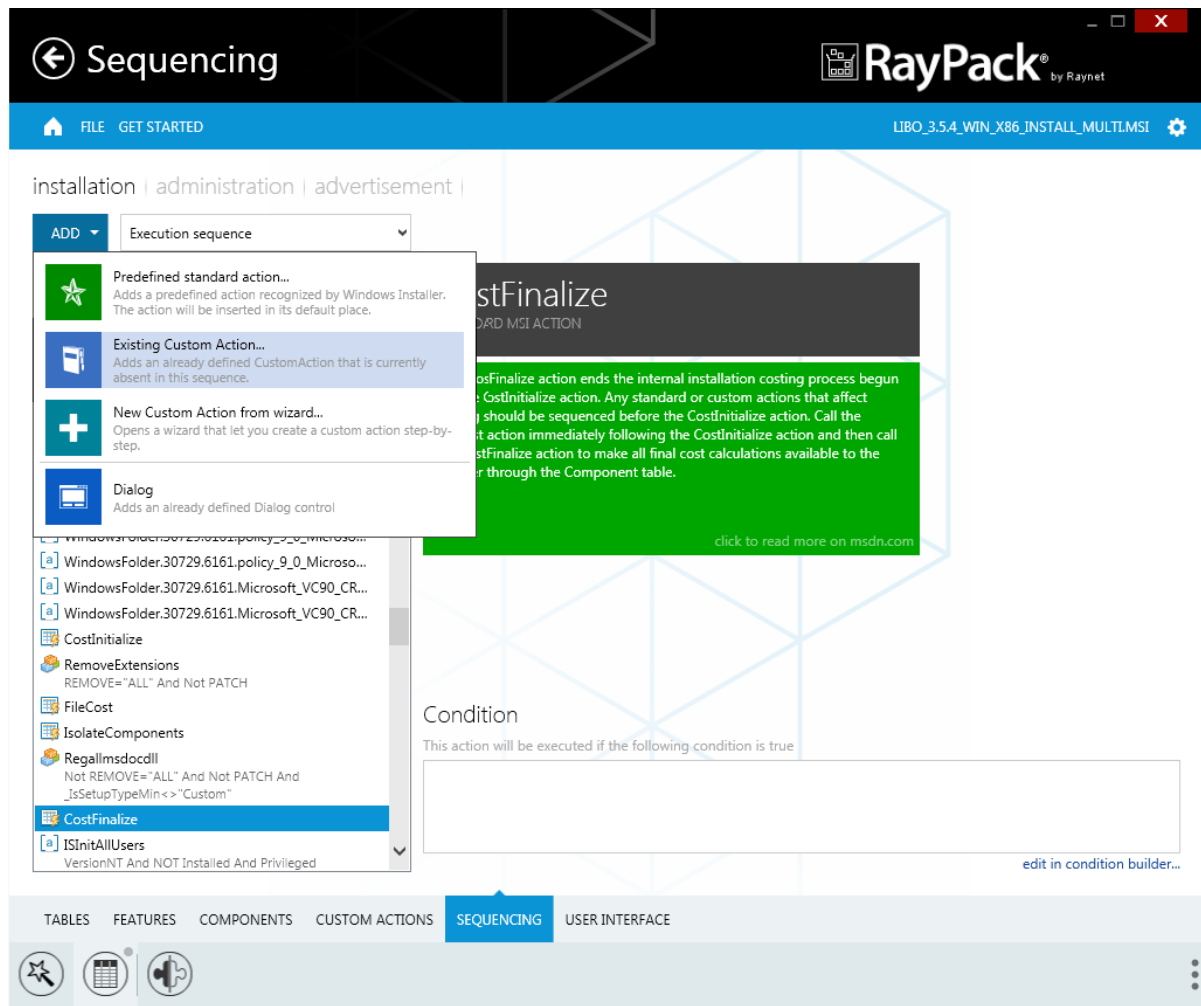 X
Sequencing
RayPack® by Raynet
FILE GET STARTED
LIBO_3.5.4_WIN_X86_INSTALL_MULTI.MSI
installation | administration | advertisement |
ADD
Execution sequence
Predefined standard action...
Adds a predefined action recognized by Windows Installer.
The action will be inserted in its default place.
Existing Custom Action...
Adds an already defined CustomAction that is currently
absent in this sequence.
New Custom Action from wizard...
Opens a wizard that let you create a custom action step-by-
step.
Dialog
Adds an already defined Dialog control
stFinalize
RD MSI ACTION
osFinalize action ends the internal installation costing process begun
CostInitialize action. Any standard or custom actions that affect
should be sequenced before the CostInitialize action. Call the
action immediately following the CostInitialize action and then call
stFinalize action to make all final cost calculations available to the
through the Component table.
click to read more on msdn.com
WindowsFolder.30729.6161.policy_9_0_Microso...
WindowsFolder.30729.6161.policy_9_0_Microso...
WindowsFolder.30729.6161.Microsoft_VC90_CR...
WindowsFolder.30729.6161.Microsoft_VC90_CR...
CostInitialize
RemoveExtensions
REMOVE="ALL" And Not PATCH
FileCost
IsolateComponents
Regallmsdocdll
Not REMOVE="ALL" And Not PATCH And
_IsSetupTypeMin<>"Custom"
CostFinalize
ISInitAllUsers
VersionNT And NOT Installed And Privileged
Condition
This action will be executed if the following condition is true
edit in condition builder...
TABLES FEATURES COMPONENTS CUSTOM ACTIONS SEQUENCING USER INTERFACE